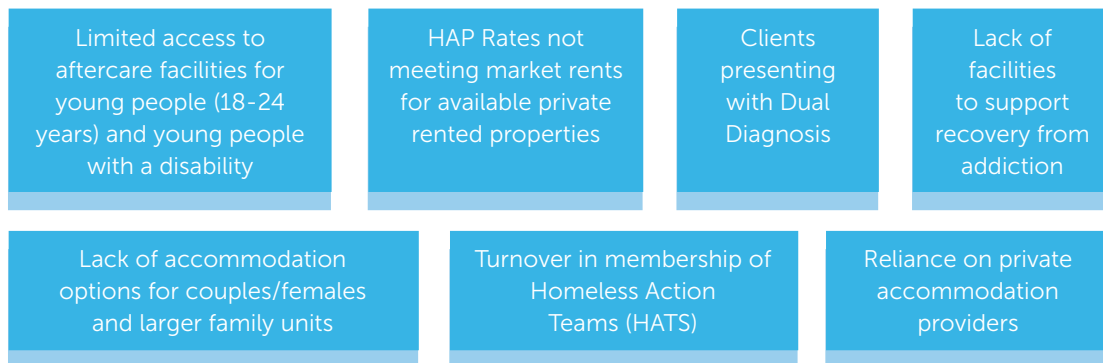 Limited access to
aftercare facilities for
young people (18-24
years) and young people
with a disability
HAP Rates not
meeting market rents
for available private
rented properties
Clients
presenting
with Dual
Diagnosis
Lack of
facilities
to support
recovery from
addiction
Lack of accommodation
options for couples/females
and larger family units
Turnover in membership of
Homeless Action
Teams (HATS)
Reliance on private
accommodation
providers